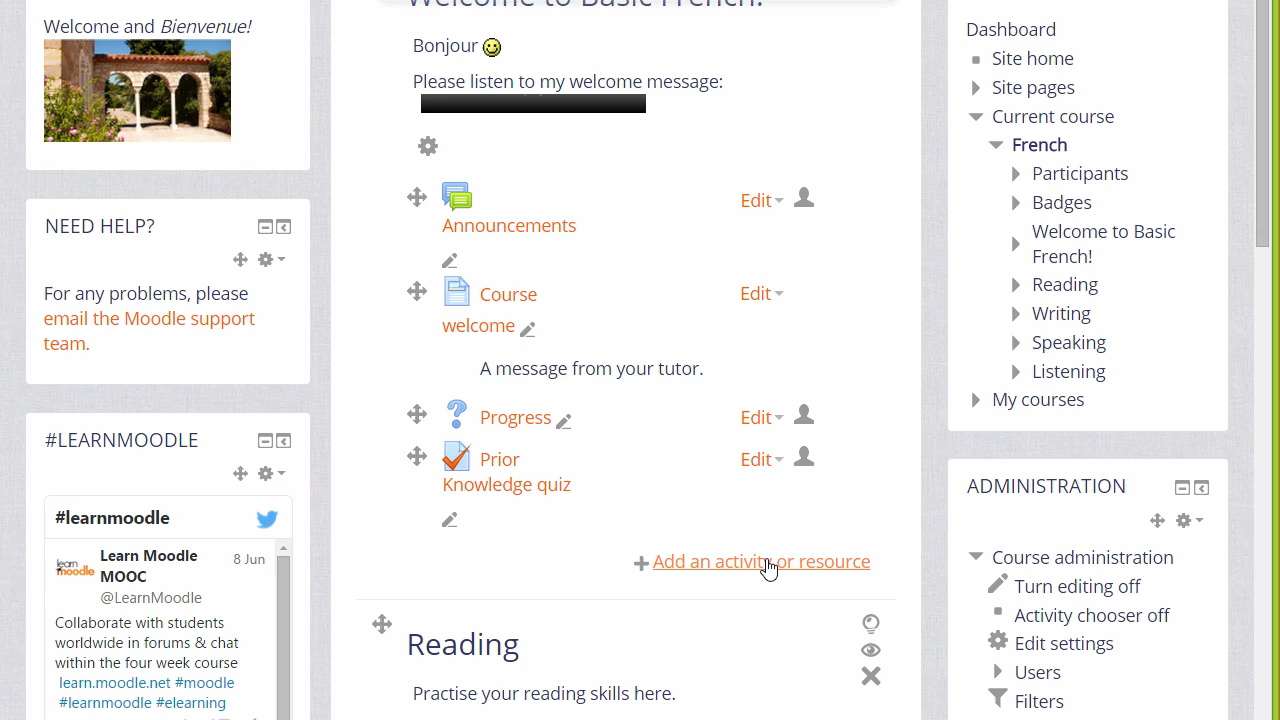 Welcome and Bienvenue!
NEED HELP?
For any problems, please
email the Moodle support
team.
#LEARNMOODLE
#learnmoodle
Learn Moodle
MOOC
8 Jun
@LearnMoodle
Collaborate with students
worldwide in forums & chat
within the four week course
learn.moodle.net #moodle
#learnmoodle #elearning
Welcome to Basic French!
Bonjour
Please listen to my welcome message:
Announcements
Edit
Course
welcome
Edit
A message from your tutor.
Progress
Edit
Prior
Knowledge quiz
Edit
Add an activity or resource
Reading
Practise your reading skills here.
Dashboard
Site home
Site pages
Current course
French
Participants
Badges
Welcome to Basic
French!
Reading
Writing
Speaking
Listening
My courses
ADMINISTRATION
Course administration
Turn editing off
Activity chooser off
Edit settings
Users
Filters